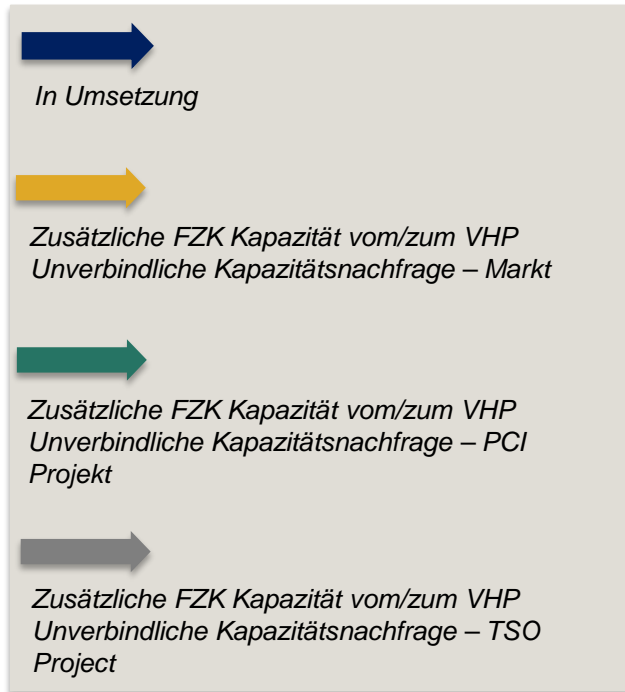 In Umsetzung
Zusätzliche FZK Kapazität vom/zum VHP
Unverbindliche Kapazitätsnachfrage – Markt
Zusätzliche FZK Kapazität vom/zum VHP
Unverbindliche Kapazitätsnachfrage – PCI
Projekt
Zusätzliche FZK Kapazität vom/zum VHP
Unverbindliche Kapazitätsnachfrage – TSO
Project